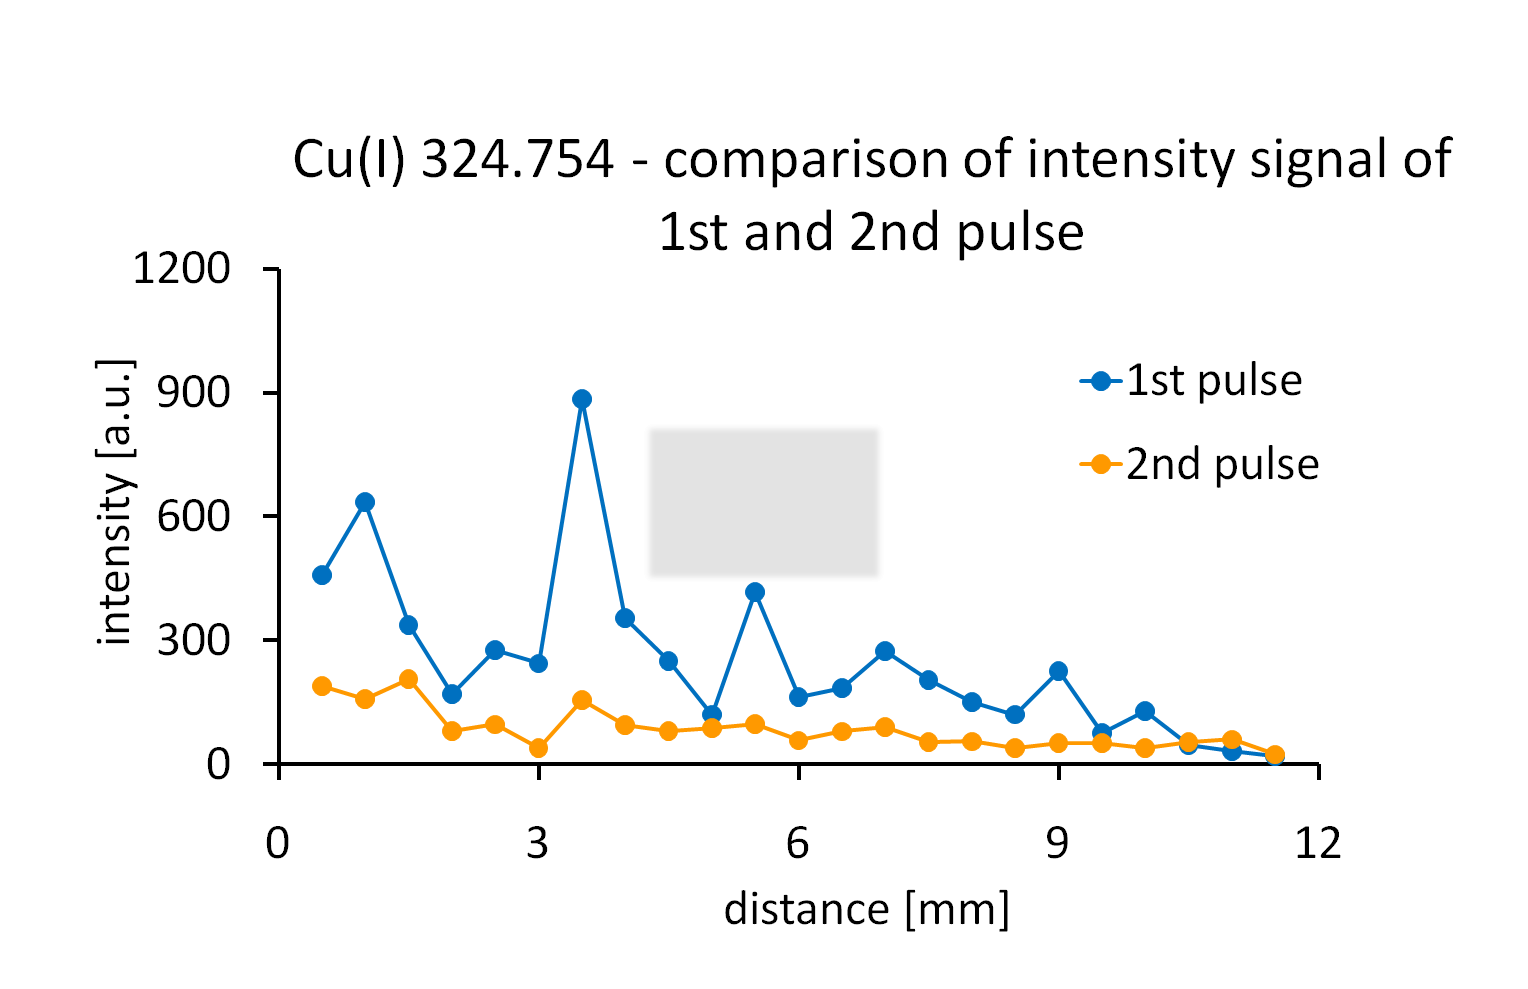 Cu(I) 324.754 - comparison of intensity signal of
1st and 2nd pulse
1200
900
600
300
0
intensity [a.u.]
1st pulse
2nd pulse
0
3
6
9
12
distance [mm]